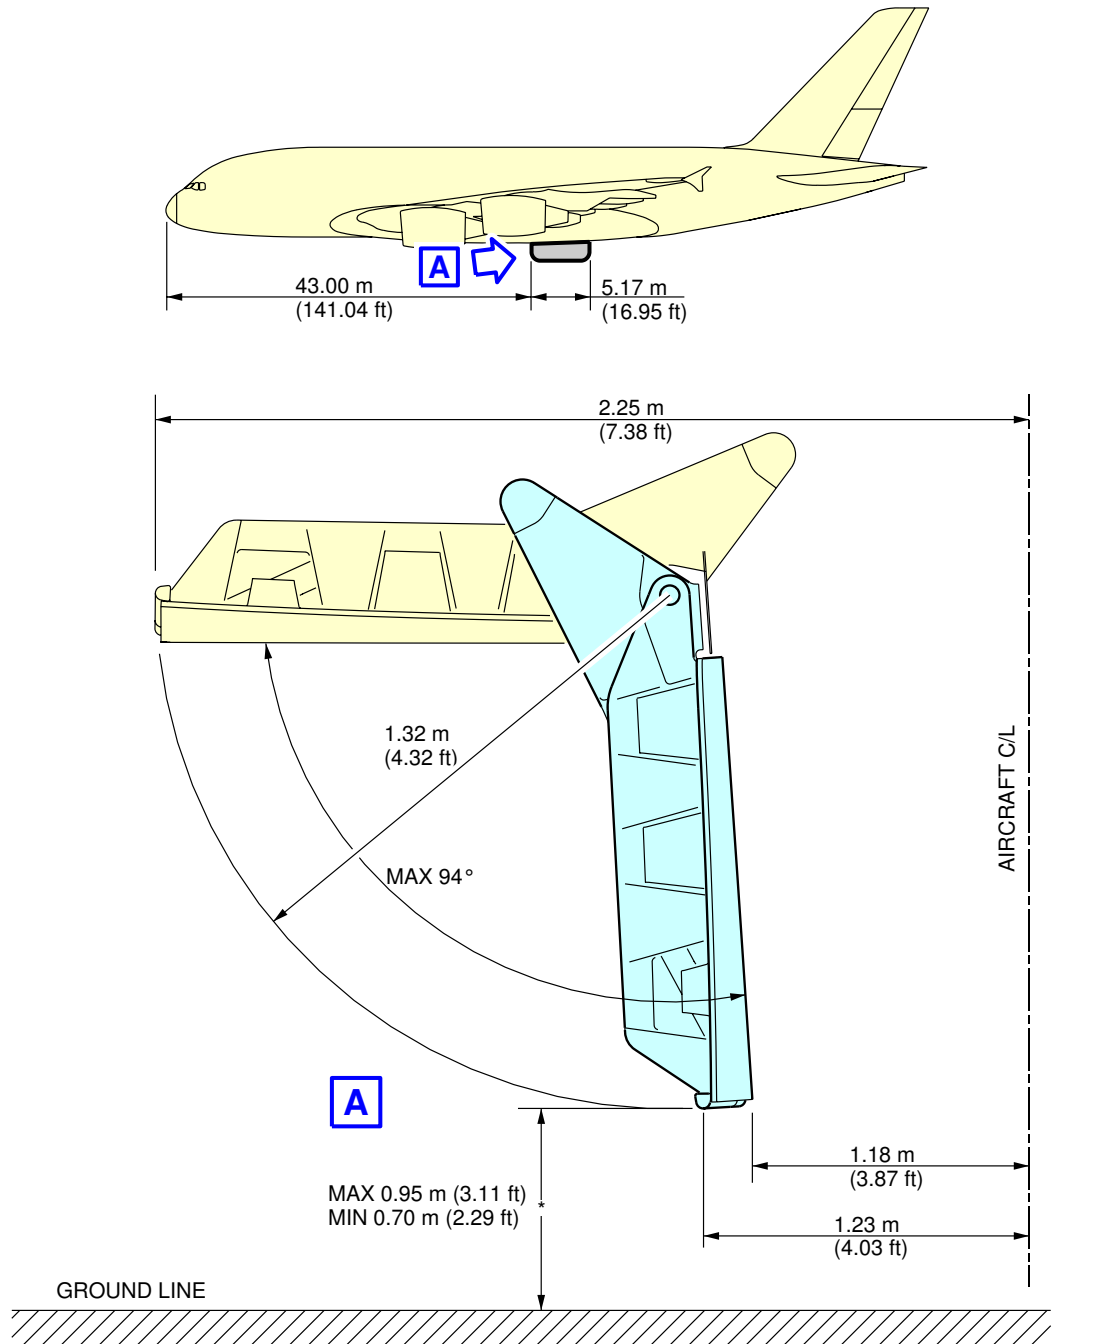 A
43.00 m
(141.04 ft)
5.17 m
(16.95 ft)
2.25 m
(7.38 ft)
1.32 m
(4.32 ft)
AIRCRAFT C/L
MAX 94°
A
1.18 m
(3.87 ft)
MAX 0.95 m (3.11 ft)
MIN 0.70 m (2.29 ft)
*
1.23 m
(4.03 ft)
GROUND LINE